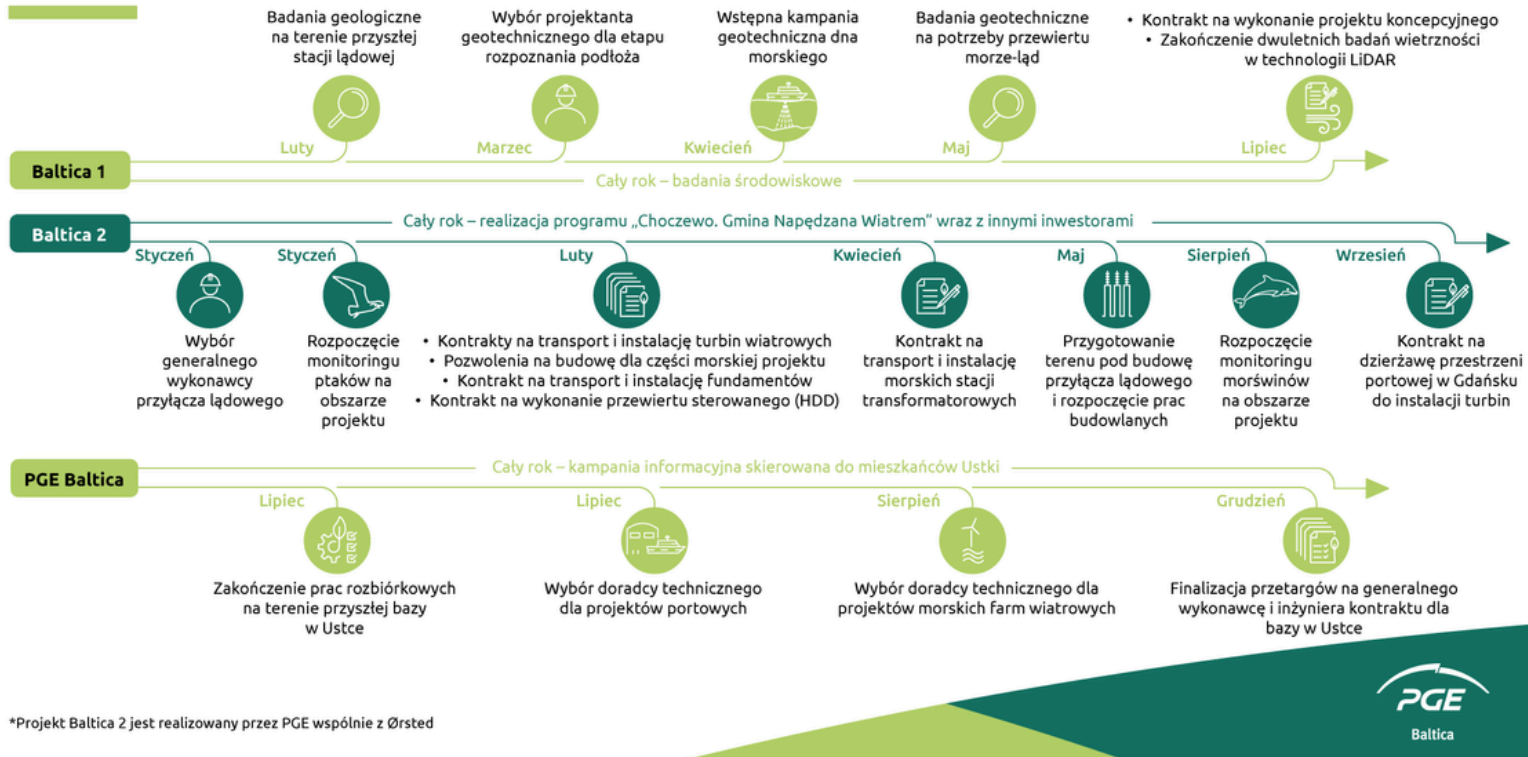 Badania geologiczne
na terenie przyszłej
stacji lądowej
Wybór projektanta
geotechnicznego dla etapu
rozpoznania podłoża
Wstępna kampania
geotechniczna dna
morskiego
Badania geotechniczne
na potrzeby przewiertu
morze-ląd
• Kontrakt na wykonanie projektu koncepcyjnego
• Zakończenie dwuletnich badań wietrzności
w technologii LiDAR
Luty
Marzec
Kwiecień
Maj
Lipiec
Baltica 1
Cały rok – badania środowiskowe
Cały rok – realizacja programu „Choczewo. Gmina Napędzana Wiatrem” wraz z innymi inwestorami
Baltica 2
Styczeń
Styczeń
Luty
Kwiecień
Maj
Sierpień
Wrzesień
Wybór
generalnego
wykonawcy
przyłącza lądowego
Rozpoczęcie
monitoringu
ptaków na
obszarze
projektu
• Kontrakty na transport i instalację turbin wiatrowych
• Pozwolenia na budowę dla części morskiej projektu
• Kontrakt na transport i instalację fundamentów
• Kontrakt na wykonanie przewiertu sterowanego (HDD)
Kontrakt na
transport i instalację
morskich stacji
transformatorowych
Przygotowanie
terenu pod budowę
przyłącza lądowego
i rozpoczęcie prac
budowlanych
Rozpoczęcie
monitoringu
morświnów
na obszarze
projektu
Kontrakt na
dzierżawę przestrzeni
portowej w Gdańsku
do instalacji turbin
Cały rok – kampania informacyjna skierowana do mieszkańców Ustki
PGE Baltica
Lipiec
Lipiec
Sierpień
Grudzień
Zakończenie prac rozbiórkowych
na terenie przyszłej bazy
w Ustce
Wybór doradcy technicznego
dla projektów portowych
Wybór doradcy technicznego dla
projektów morskich farm wiatrowych
Finalizacja przetargów na generalnego
wykonawcę i inżyniera kontraktu dla
bazy w Ustce
*Projekt Baltica 2 jest realizowany przez PGE wspólnie z Ørsted
PGE
Baltica